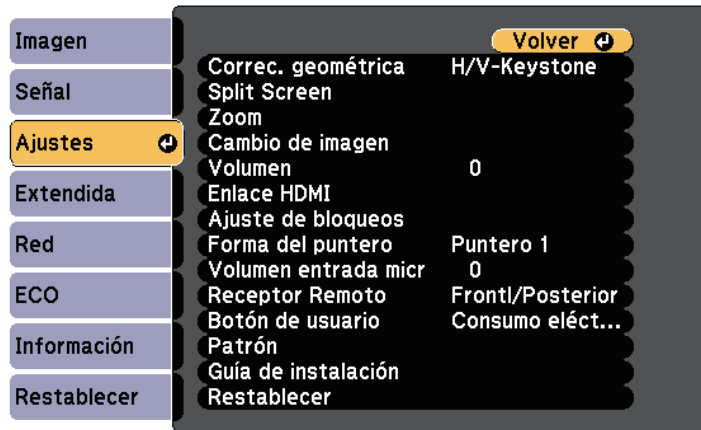 Imagen
Señal
Ajustes
Extendida
Red
ECO
Información
Restablecer
Volver
Correc. geométrica H/V-Keystone
Split Screen
Zoom
Cambio de imagen
Volumen 0
Enlace HDMI
Ajuste de bloqueos
Forma del puntero Puntero 1
Volumen entrada micr 0
Receptor Remoto Frontl/Posterior
Botón de usuario Consumo eléct...
Patrón
Guía de instalación
Restablecer